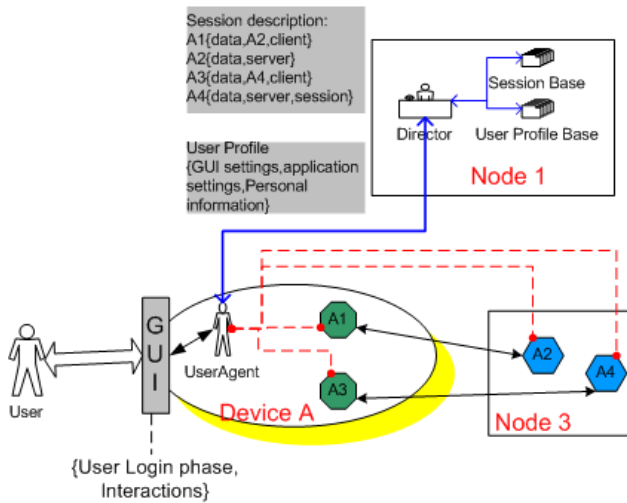 Session description:
A1{data,A2,client}
A2{data,server}
A3{data,A4,client}
A4{data,server,session}
User Profile
{GUI settings,application
settings,Personal
information}
Session Base
Director
User Profile Base
Node 1
GUI
A1
A2
A3
A4
User
UserAgent
Device A
Node 3
{User Login phase,
Interactions}